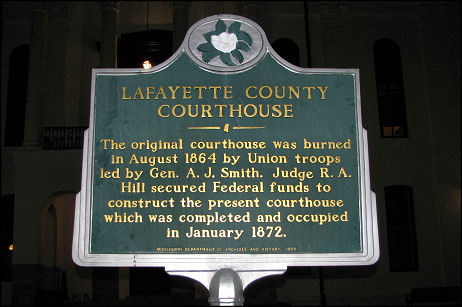 LAFAYETTE COUNTY
COURTHOUSE
The original courthouse was burned
in August 1864 by Union troops
led by Gen. A. J. Smith. Judge R. A.
Hill secured Federal funds to
construct the present courthouse
which was completed and occupied
in January 1872.
MISSISSIPPI DEPARTMENT OF ARCHIVES AND HISTORY,